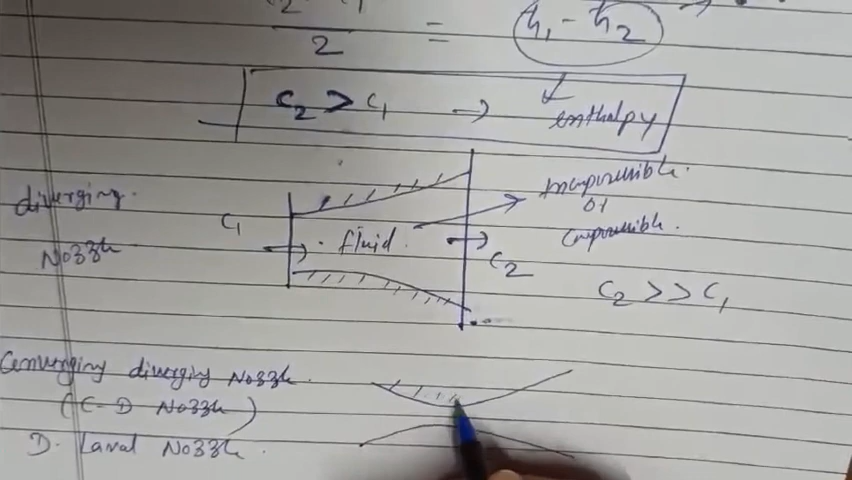 2 = h₁ - h₂
C₂ > C₁ → enthalpy
diverging
Nozzle
C₁
fluid
C₂
Incompressible
or
Compressible.
C₂ >> C₁
Converging diverging Nozzle.
(C-D Nozzle)
D. Laval Nozzle.